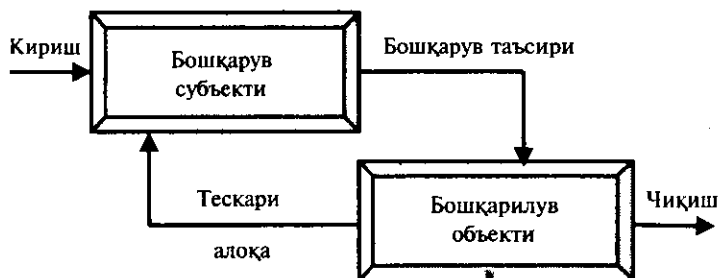 Кириш
Бошқарув
субъекти
Бошқарув таъсири
Тескари
алоқа
Бошқарилув
объекти
Чиқиш